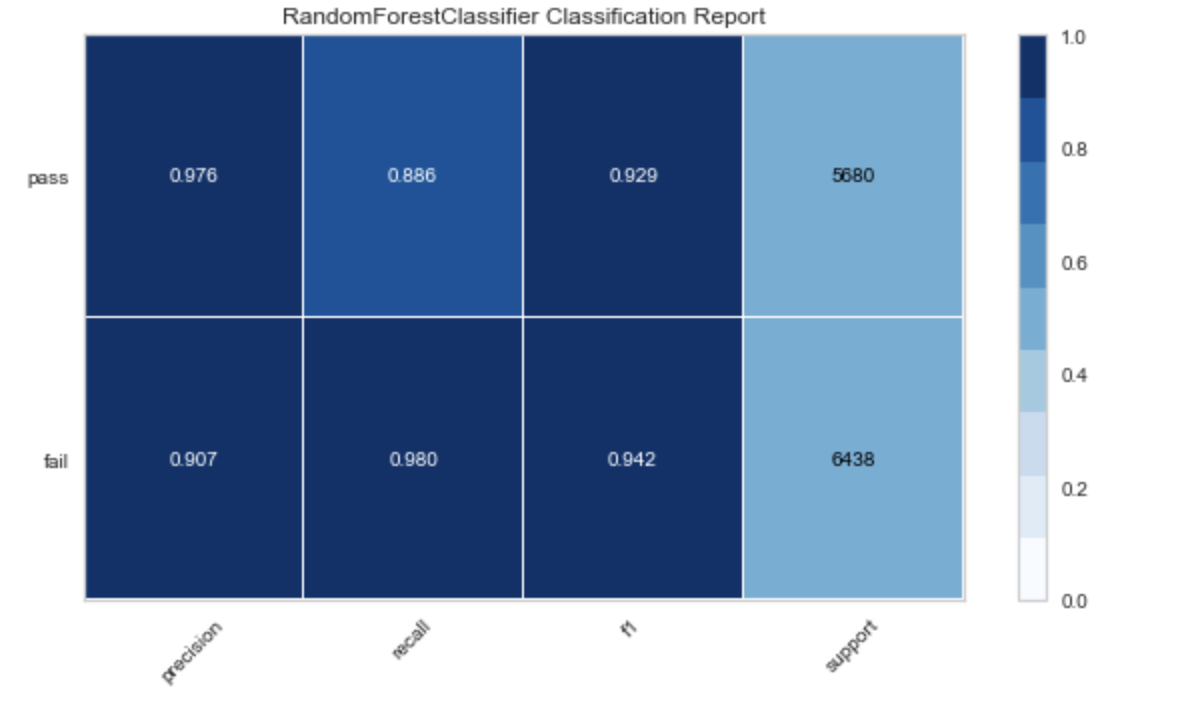 RandomForestClassifier Classification Report
1.0
pass 0.976 0.886 0.929 5680
0.8
0.6
0.4
fail 0.907 0.980 0.942 6438
0.2
0.0
precision recall f1 support